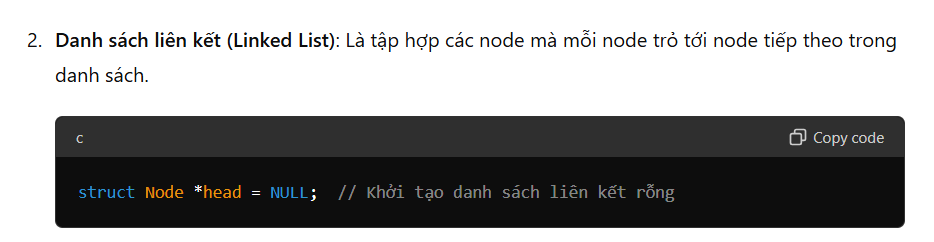 2. Danh sách liên kết (Linked List): Là tập hợp các node mà mỗi node trỏ tới node tiếp theo trong
danh sách.
c
Copy code
struct Node *head = NULL;  // Khởi tạo danh sách liên kết rỗng